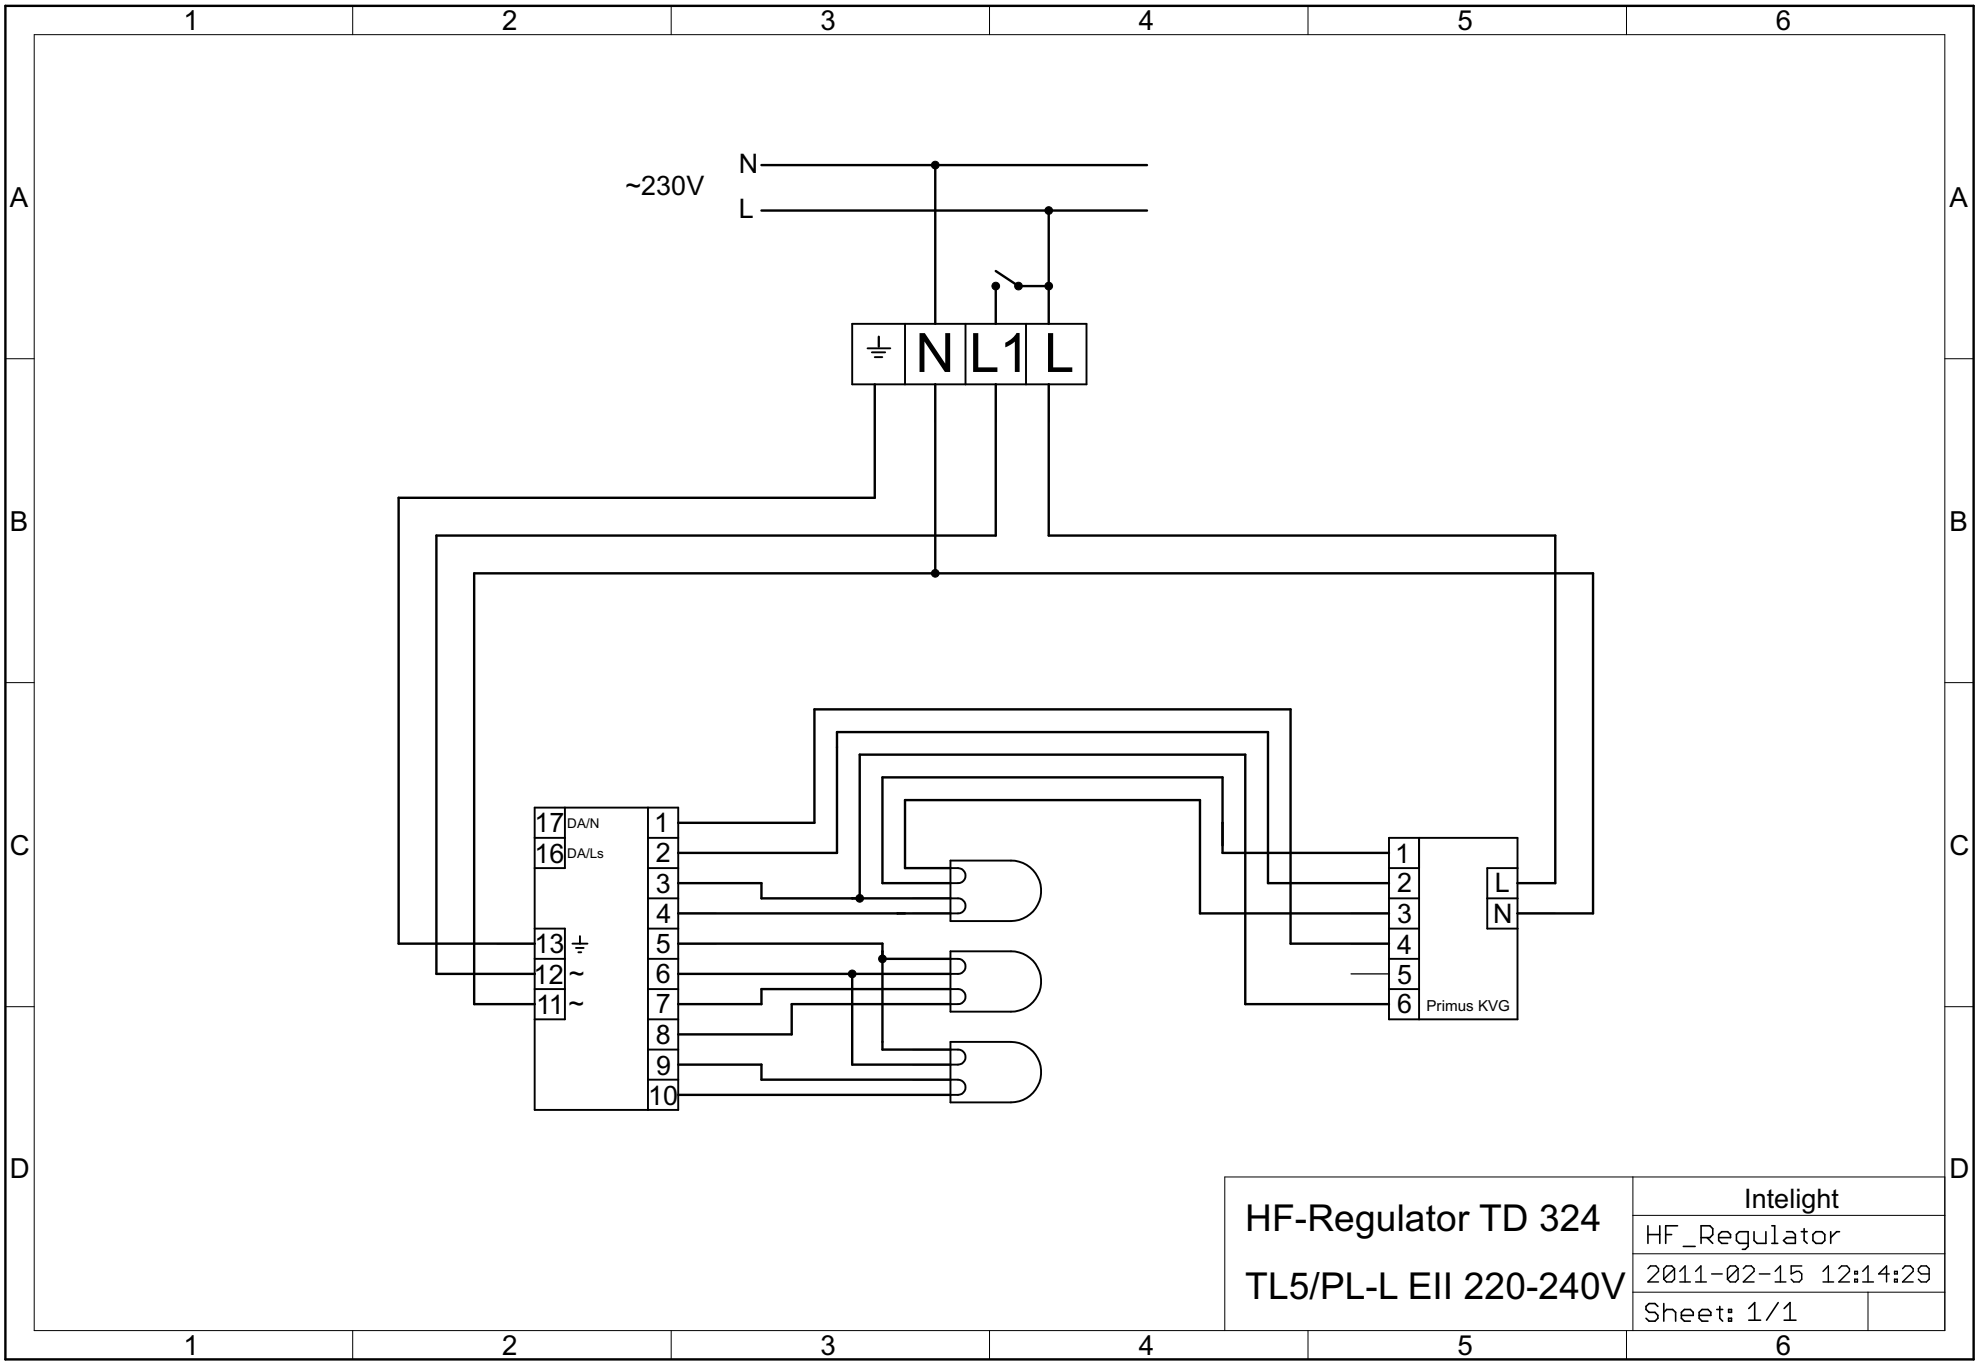 1 2 3 4 5 6
A A
N
~230V
L
N L1 L
B B
C C
17 DA/N 1
16 DA/Ls 2
3
4
13 5
12 ~ 6
11 ~ 7
8
9
10
1
2 L
3 N
4
5
6 Primus KVG
D D
HF-Regulator TD 324
TL5/PL-L EII 220-240V
Intelight
HF_Regulator
2011-02-15 12:14:29
Sheet: 1/1
1 2 3 4 5 6